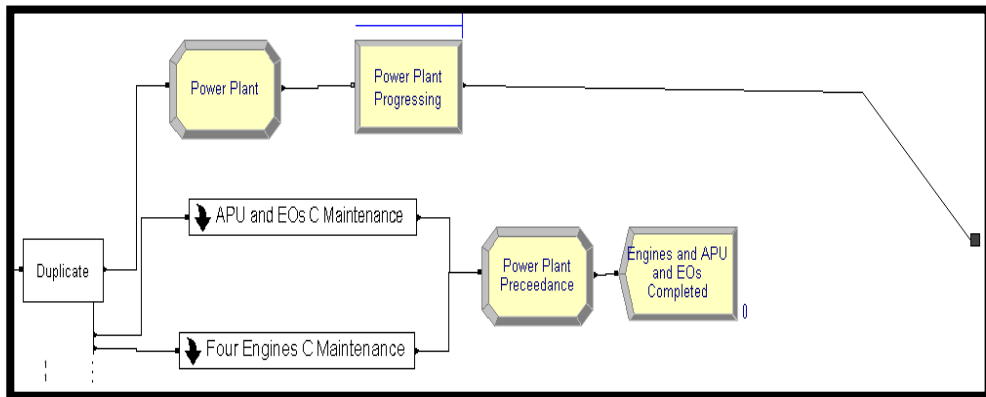 Power Plant
Power Plant
Progressing
APU and EOs C Maintenance
Duplicate
Power Plant
Preceedance
Engines and APU
and EOs
Completed
0
Four Engines C Maintenance